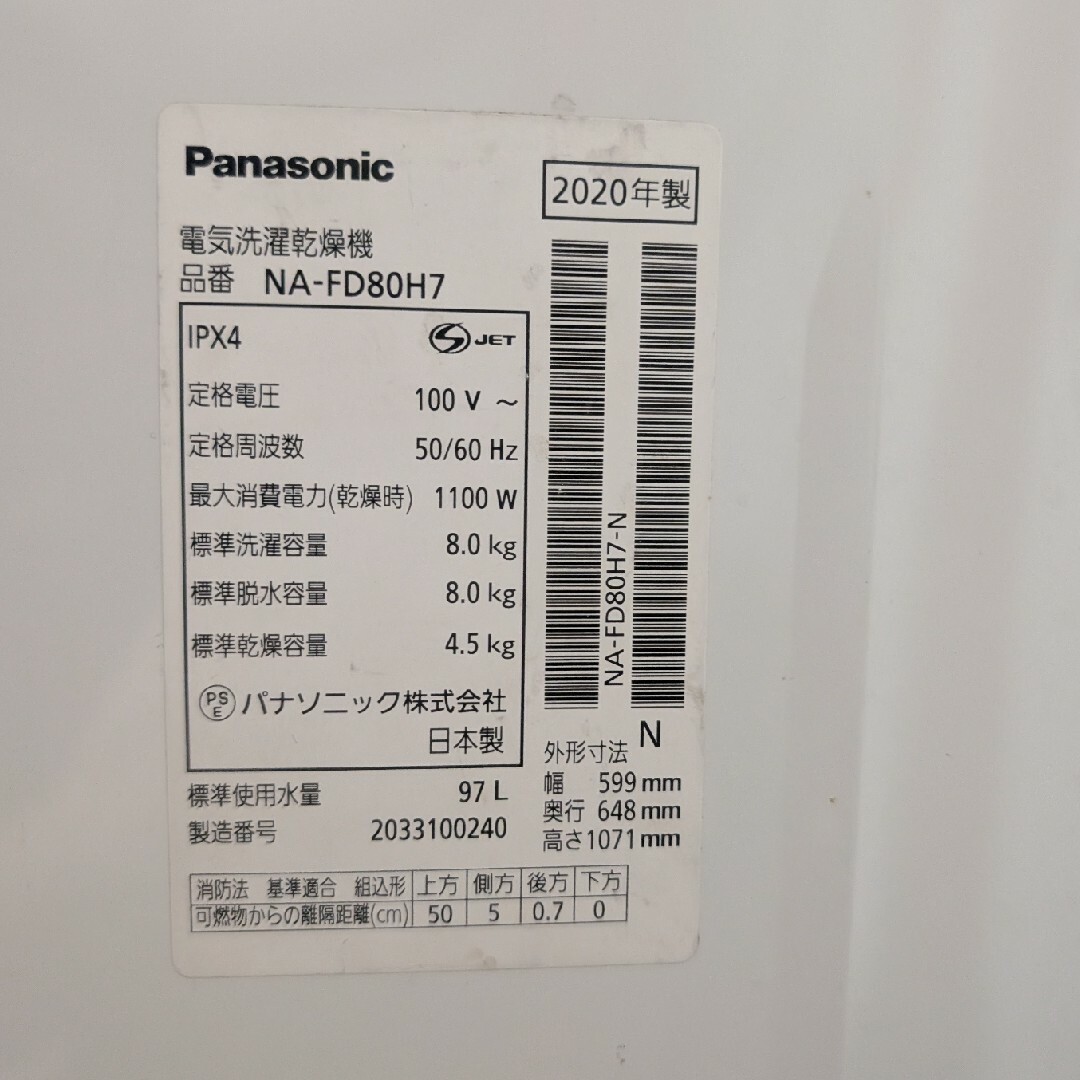 Panasonic
2020年製
電気洗濯乾燥機
品番 NA-FD80H7
IPX4 S JET
定格電圧 100 V ~
定格周波数 50/60 Hz
最大消費電力(乾燥時) 1100 W
標準洗濯容量 8.0 kg
標準脱水容量 8.0 kg
標準乾燥容量 4.5 kg
PS E パナソニック株式会社
日本製
標準使用水量 97 L
製造番号 2033100240
NA-FD80H7-N
N
外形寸法
幅 599 mm
奥行 648 mm
高さ1071 mm
消防法 基準適合 組込形 上方 側方 後方 下方
可燃物からの離隔距離(cm) 50 5 0.7 0